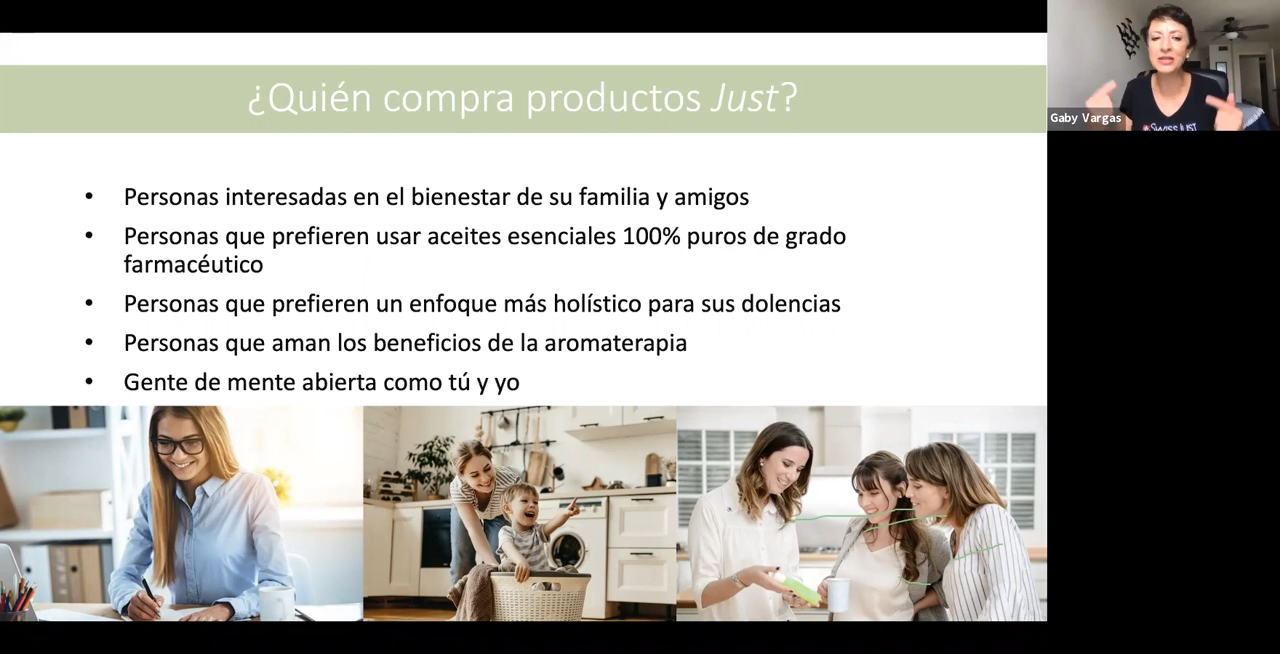 ¿Quién compra productos Just?
• Personas interesadas en el bienestar de su familia y amigos
• Personas que prefieren usar aceites esenciales 100% puros de grado
farmacéutico
• Personas que prefieren un enfoque más holístico para sus dolencias
• Personas que aman los beneficios de la aromaterapia
• Gente de mente abierta como tú y yo
SWISS JUST
Gaby Vargas